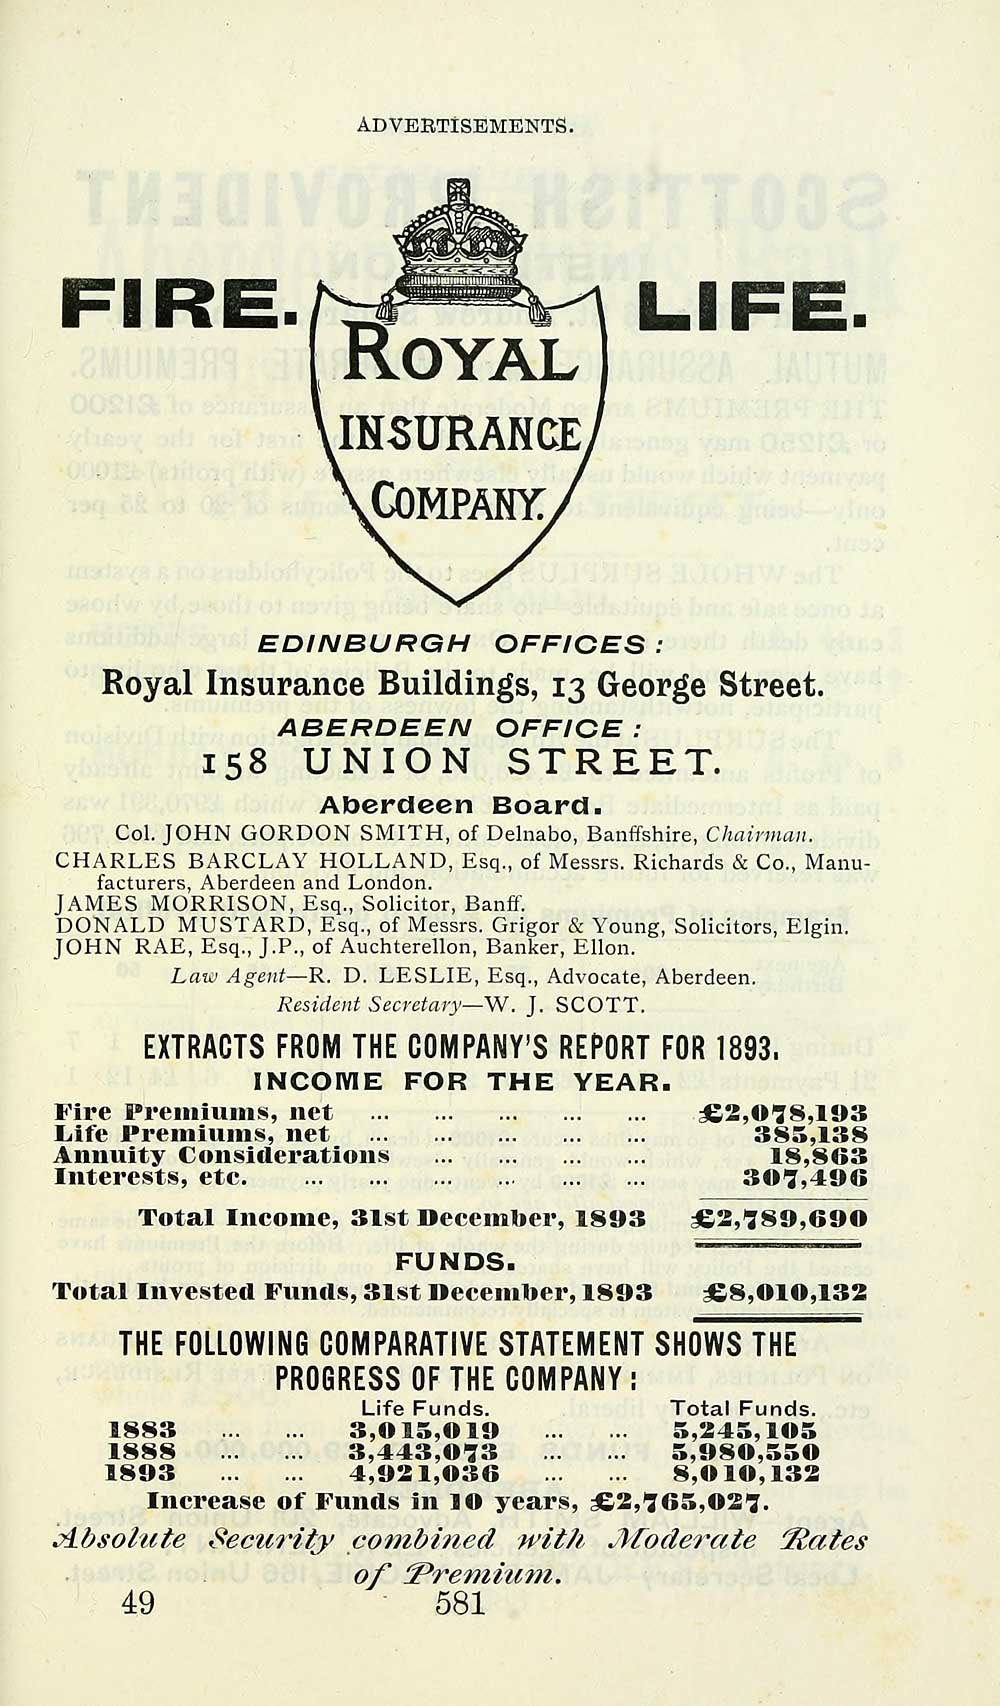 ADVERTISEMENTS.
FIRE.
ROYAL
INSURANCE
COMPANY.
LIFE.
EDINBURGH OFFICES:
Royal Insurance Buildings, 13 George Street.
ABERDEEN OFFICE:
158 UNION STREET.
Aberdeen Board.
Col. JOHN GORDON SMITH, of Delnabo, Banffshire, Chairman.
CHARLES BARCLAY HOLLAND, Esq., of Messrs. Richards & Co., Manu-
facturers, Aberdeen and London.
JAMES MORRISON, Esq., Solicitor, Banff.
DONALD MUSTARD, Esq., of Messrs. Grigor & Young, Solicitors, Elgin.
JOHN RAE, Esq., J.P., of Auchterellon, Banker, Ellon.
Law Agent—R. D. LESLIE, Esq., Advocate, Aberdeen.
Resident Secretary—W. J. SCOTT.
EXTRACTS FROM THE COMPANY'S REPORT FOR 1893.
INCOME FOR THE YEAR.
Fire Premiums, net ... ... ... ... ... £2,078,193
Life Premiums, net ... ... ... ... ... 385,138
Annuity Considerations ... ... ... ... 18,863
Interests, etc. ... ... ... ... ... ... 307,496
Total Income, 31st December, 1893 £2,789,690
FUNDS.
Total Invested Funds, 31st December, 1893 £8,010,132
THE FOLLOWING COMPARATIVE STATEMENT SHOWS THE
PROGRESS OF THE COMPANY:
Life Funds. Total Funds.
1883 ... ... 3,015,019 ... ... 5,245,105
1888 ... ... 3,443,073 ... ... 5,980,550
1893 ... ... 4,921,036 ... ... 8,010,132
Increase of Funds in 10 years, £2,765,027.
Absolute Security combined with Moderate Rates
of Premium.
49 581